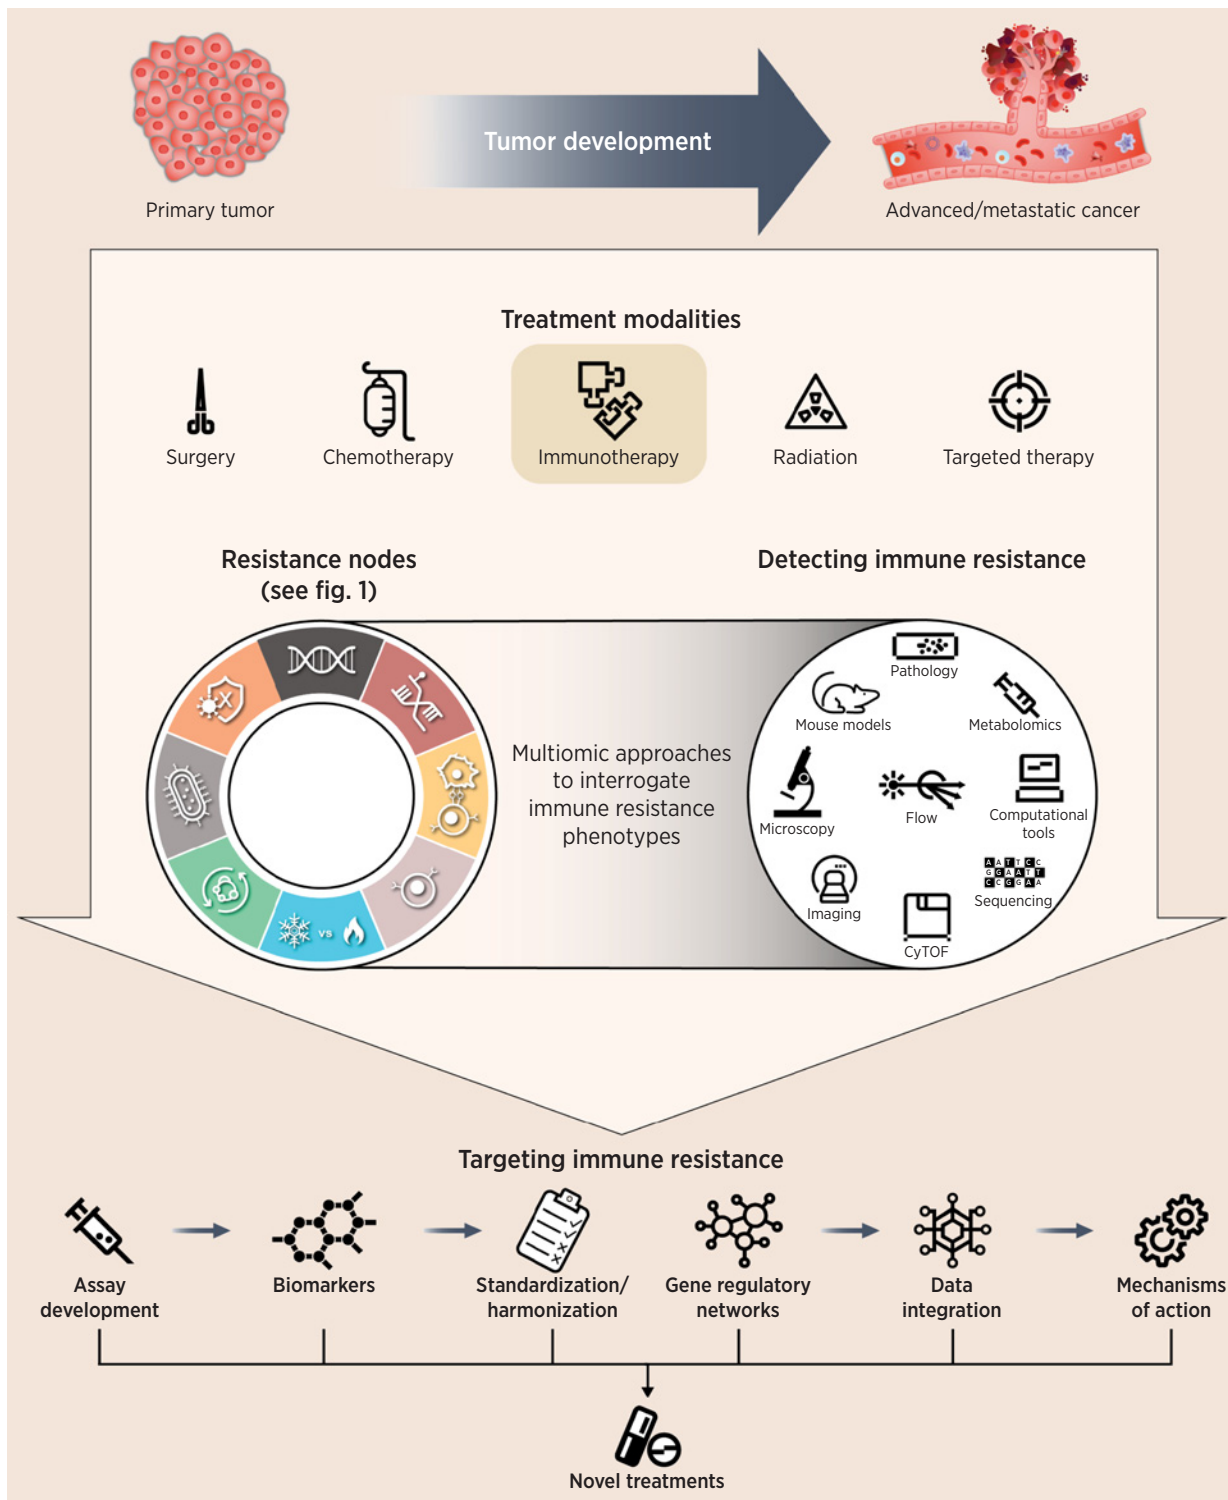 Tumor development
Primary tumor
Advanced/metastatic cancer
Treatment modalities
Surgery
Chemotherapy
Immunotherapy
Radiation
Targeted therapy
Resistance nodes
(see fig. 1)
Detecting immune resistance
vs
Multiomic approaches
to interrogate
immune resistance
phenotypes
Pathology
Mouse models
Metabolomics
Microscopy
Flow
Computational
tools
Imaging
A A T T C C
G G A A T T
C C G G A A
Sequencing
CyTOF
Targeting immune resistance
Assay
development
Biomarkers
Standardization/
harmonization
Gene regulatory
networks
Data
integration
Mechanisms
of action
Novel treatments